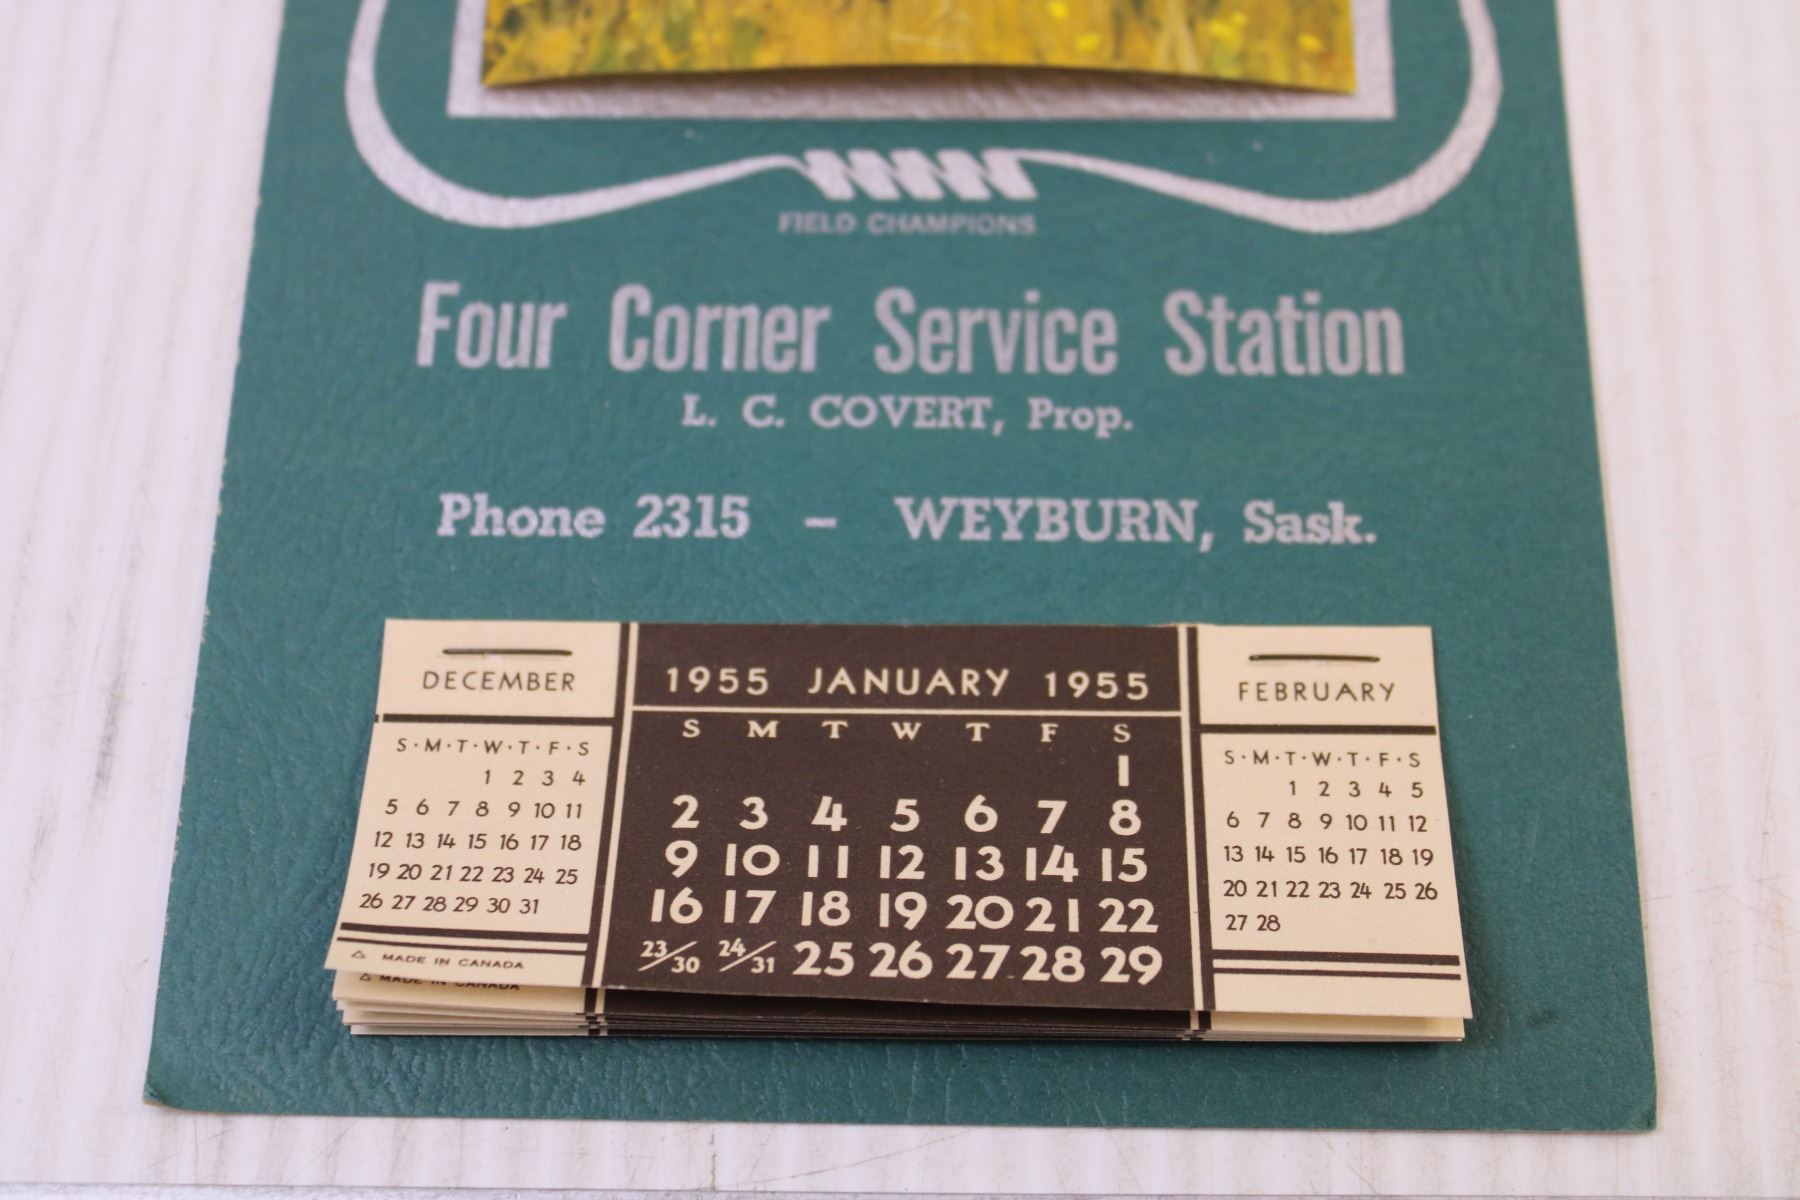 FIELD CHAMPIONS
Four Corner Service Station
L. C. COVERT, Prop.
Phone 2315 - WEYBURN, Sask.
DECEMBER
S·M·T·W·T·F·S
1 2 3 4
5 6 7 8 9 10 11
12 13 14 15 16 17 18
19 20 21 22 23 24 25
26 27 28 29 30 31
MADE IN CANADA
MADE IN CANADA
1955 JANUARY 1955
S M T W T F S
1
2 3 4 5 6 7 8
9 10 11 12 13 14 15
16 17 18 19 20 21 22
23/30 24/31 25 26 27 28 29
FEBRUARY
S·M·T·W·T·F·S
1 2 3 4 5
6 7 8 9 10 11 12
13 14 15 16 17 18 19
20 21 22 23 24 25 26
27 28